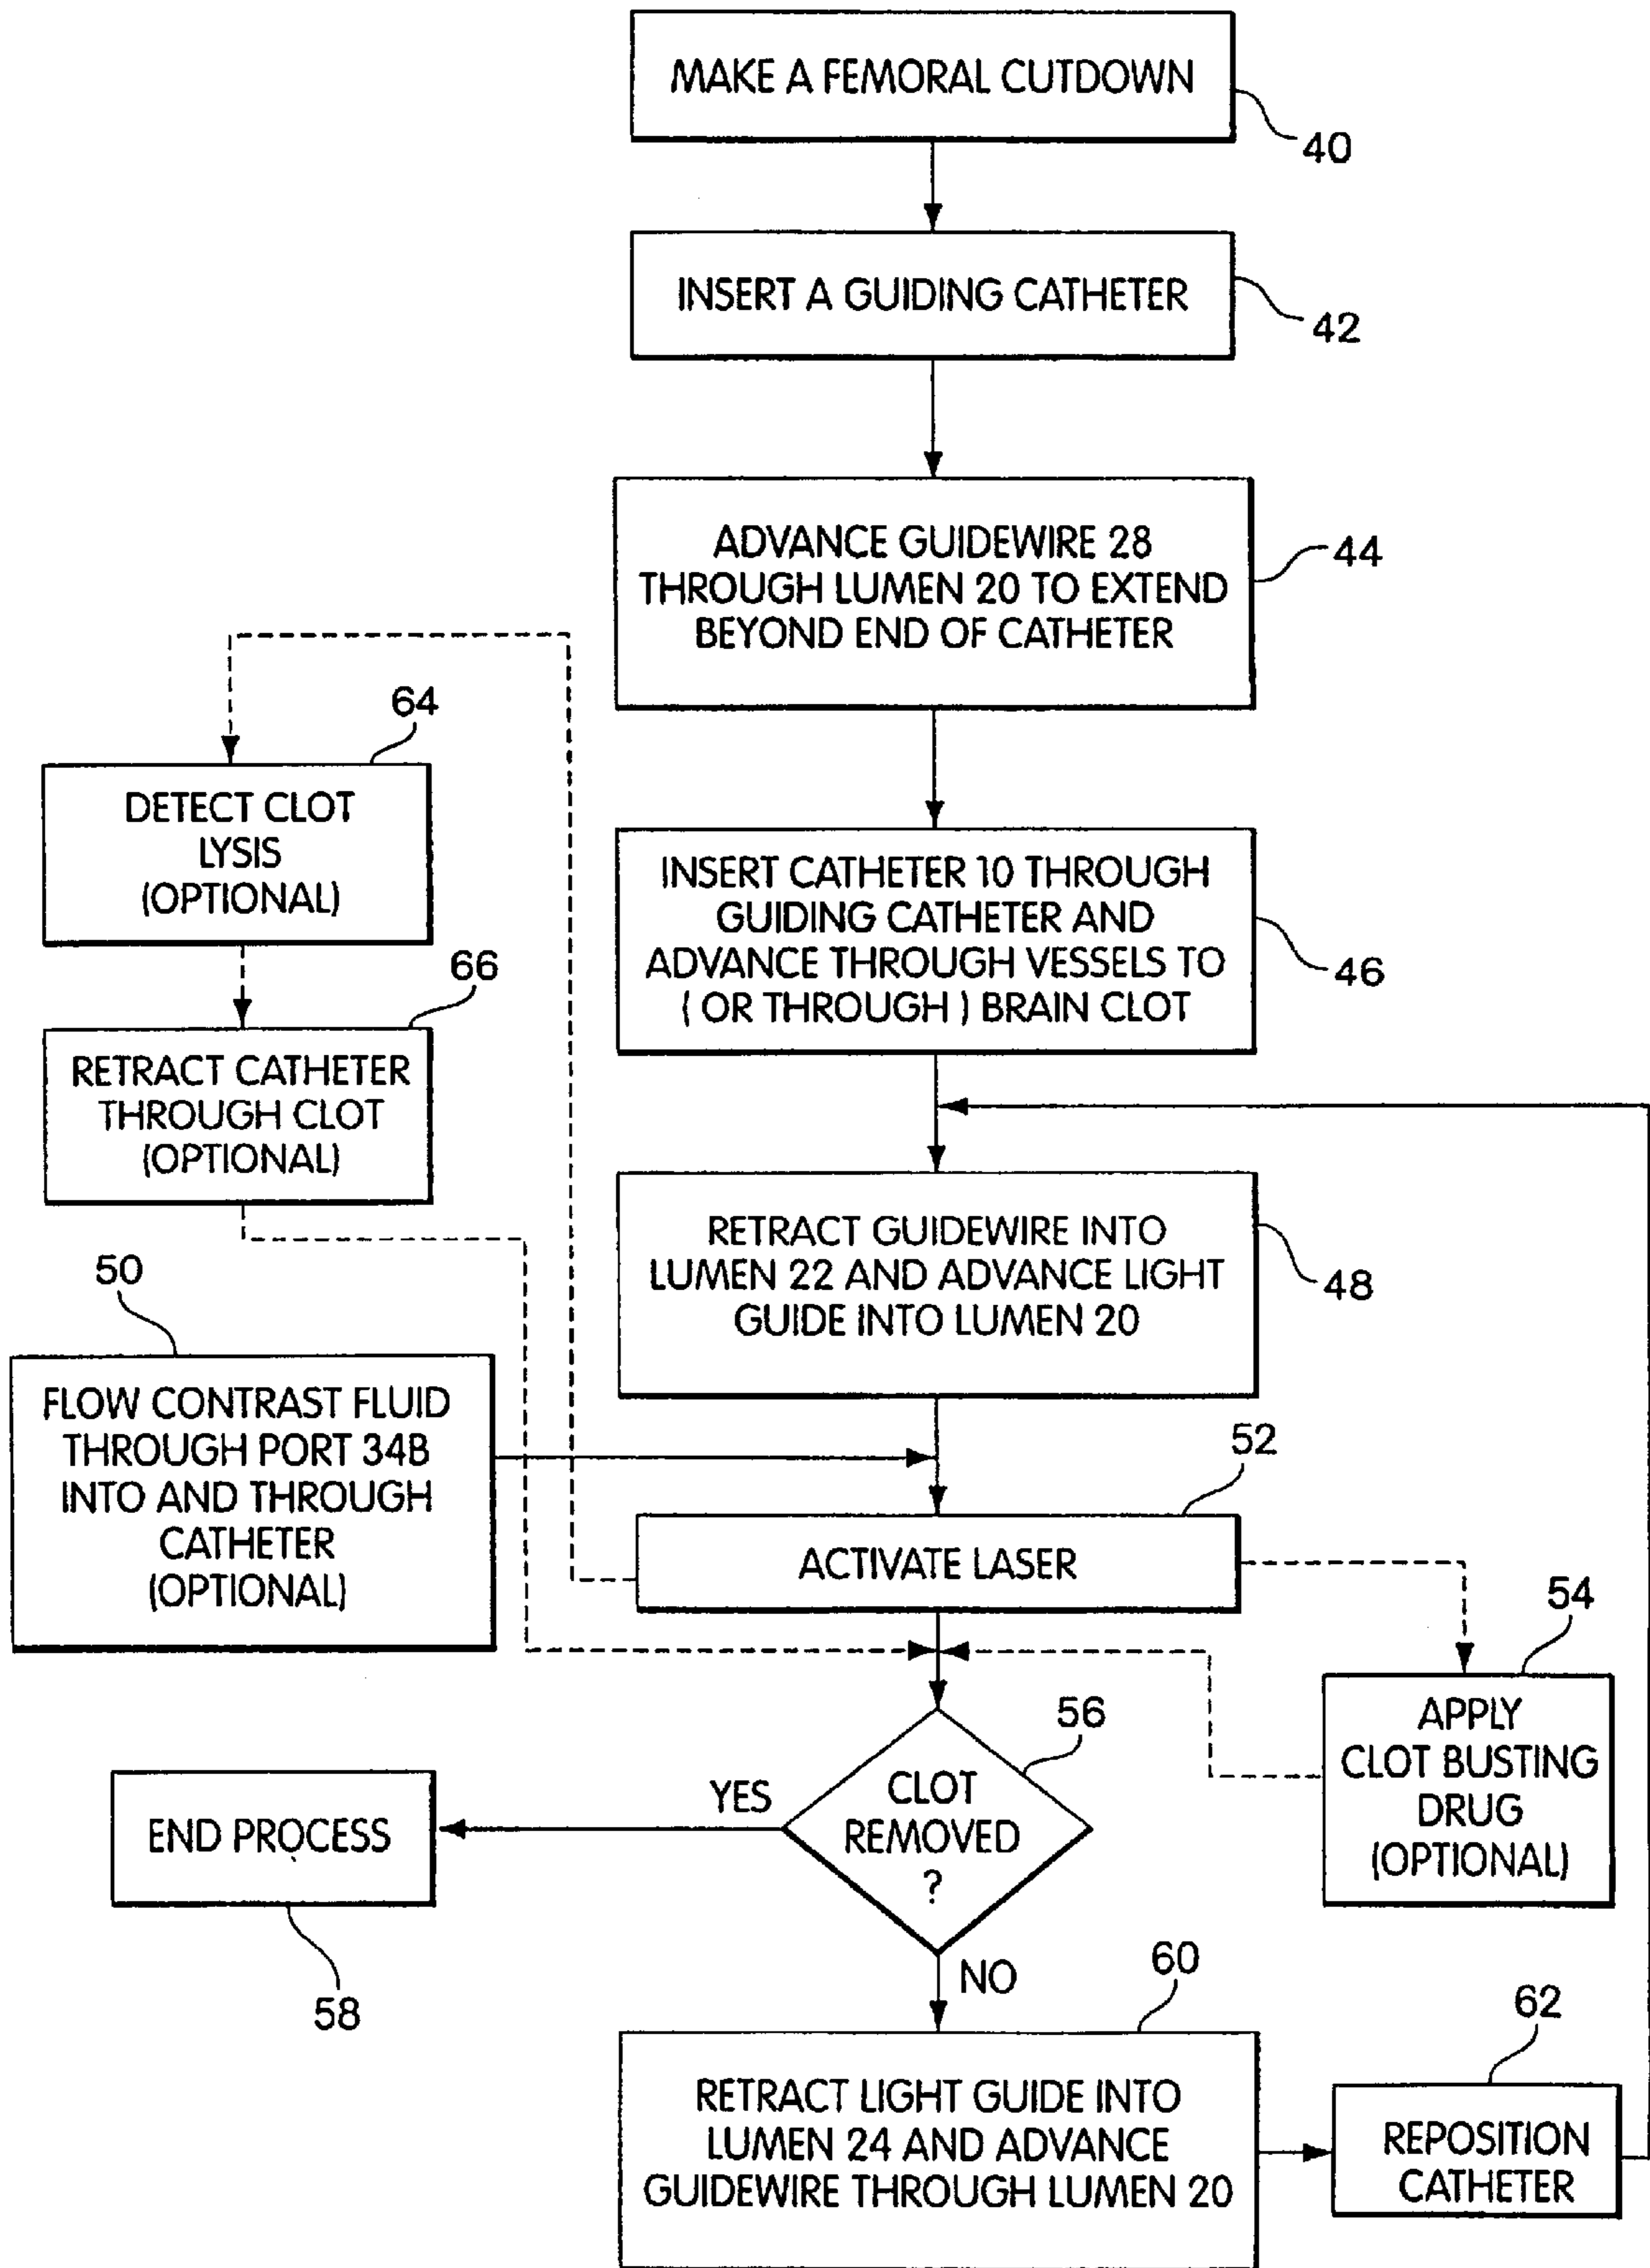 MAKE A FEMORAL CUTDOWN
40
INSERT A GUIDING CATHETER
42
ADVANCE GUIDEWIRE 28
THROUGH LUMEN 20 TO EXTEND
BEYOND END OF CATHETER
44
64
DETECT CLOT
LYSIS
(OPTIONAL)
INSERT CATHETER 10 THROUGH
GUIDING CATHETER AND
ADVANCE THROUGH VESSELS TO
( OR THROUGH ) BRAIN CLOT
46
66
RETRACT CATHETER
THROUGH CLOT
(OPTIONAL)
RETRACT GUIDEWIRE INTO
LUMEN 22 AND ADVANCE LIGHT
GUIDE INTO LUMEN 20
48
50
FLOW CONTRAST FLUID
THROUGH PORT 34B
INTO AND THROUGH
CATHETER
(OPTIONAL)
52
ACTIVATE LASER
54
APPLY
CLOT BUSTING
DRUG
(OPTIONAL)
56
CLOT
REMOVED
?
YES
END PROCESS
58
NO
60
RETRACT LIGHT GUIDE INTO
LUMEN 24 AND ADVANCE
GUIDEWIRE THROUGH LUMEN 20
62
REPOSITION
CATHETER